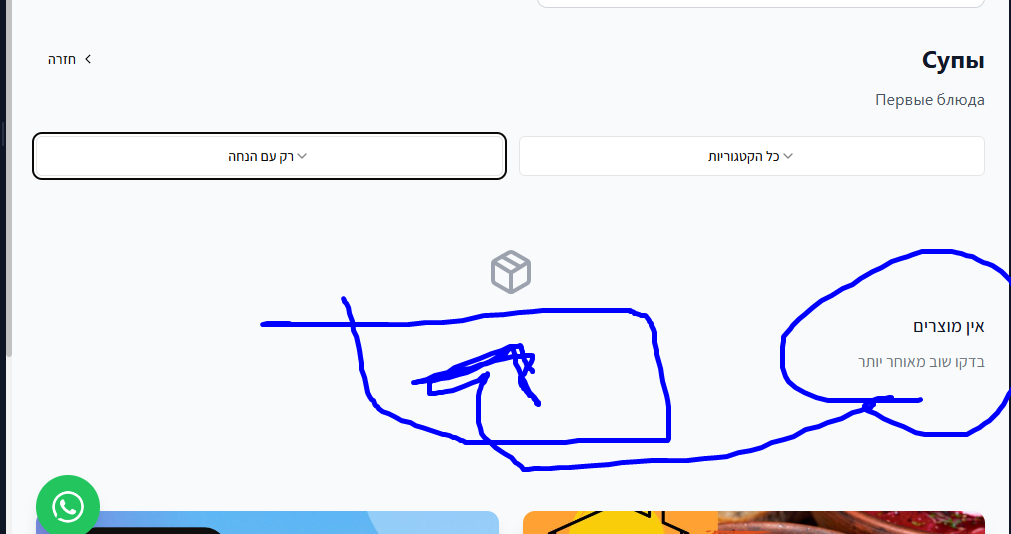 Супы
חזרה
Первые блюда
כל הקטגוריות
רק עם הנחה
אין מוצרים
בדקו שוב מאוחר יותר